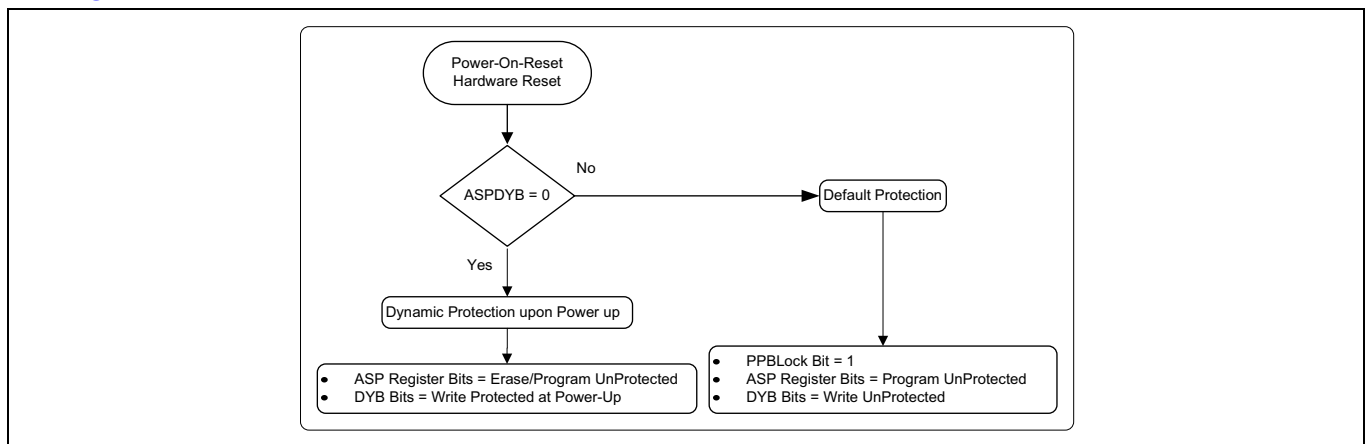 Power-On-Reset
Hardware Reset
ASPDYB = 0
No
Default Protection
Yes
Dynamic Protection upon Power up
• ASP Register Bits = Erase/Program UnProtected
• DYB Bits = Write Protected at Power-Up
• PPBLock Bit = 1
• ASP Register Bits = Program UnProtected
• DYB Bits = Write UnProtected